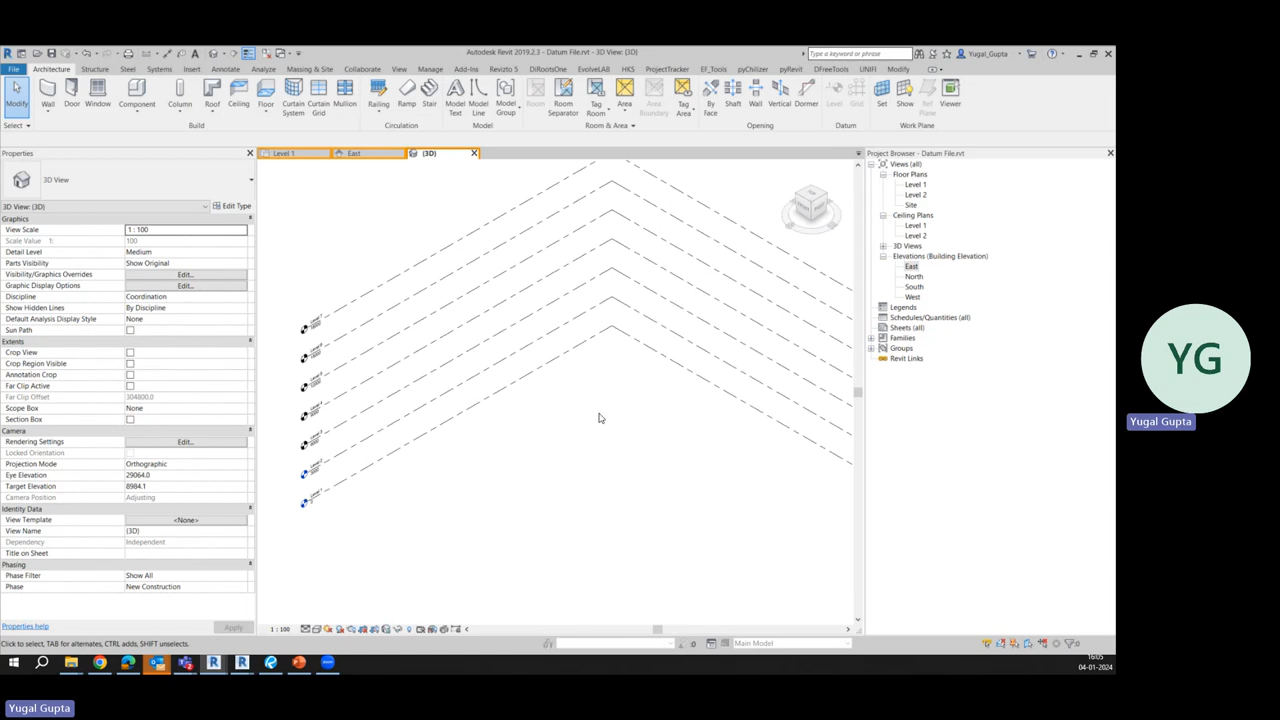 Autodesk Revit 2019.2.3 - Datum File.rvt - 3D View: {3D}
Type a keyword or phrase
Yugal_Gupta
File Architecture Structure Steel Systems Insert Annotate Analyze Massing & Site Collaborate View Manage Add-Ins Revizto 5 DiRootsOne EvolveLAB HKS ProjectTracker EF_Tools pyChilizer pyRevit DFreeTools UNIFI Modify
Modify Wall Door Window Component Column Roof Ceiling Floor Curtain System Curtain Grid Mullion Railing Ramp Stair Model Text Model Line Model Group Room Room Separator Tag Room Area Area Boundary Tag Area By Face Shaft Wall Vertical Dormer Level Grid Set Show Ref Plane Viewer
Select Build Circulation Model Room & Area Opening Datum Work Plane
Properties
Level 1 East {3D}
Project Browser - Datum File.rvt
3D View
3D View: {3D} Edit Type
Graphics
View Scale 1 : 100
Scale Value 1: 100
Detail Level Medium
Parts Visibility Show Original
Visibility/Graphics Overrides Edit...
Graphic Display Options Edit...
Discipline Coordination
Show Hidden Lines By Discipline
Default Analysis Display Style None
Sun Path
Extents
Crop View
Crop Region Visible
Annotation Crop
Far Clip Active
Far Clip Offset 304800.0
Scope Box None
Section Box
Camera
Rendering Settings Edit...
Locked Orientation
Projection Mode Orthographic
Eye Elevation 29064.0
Target Elevation 8984.1
Camera Position Adjusting
Identity Data
View Template <None>
View Name {3D}
Dependency Independent
Title on Sheet
Phasing
Phase Filter Show All
Phase New Construction
Properties help Apply
TOP
FRONT
Views (all)
Floor Plans
Level 1
Level 2
Site
Ceiling Plans
Level 1
Level 2
3D Views
Elevations (Building Elevation)
East
North
South
West
Legends
Schedules/Quantities (all)
Sheets (all)
Families
Groups
Revit Links
YG
Yugal Gupta
1 : 100
Click to select, TAB for alternates, CTRL adds, SHIFT unselects.
:0
Main Model
:0
16:05
04-01-2024
Yugal Gupta